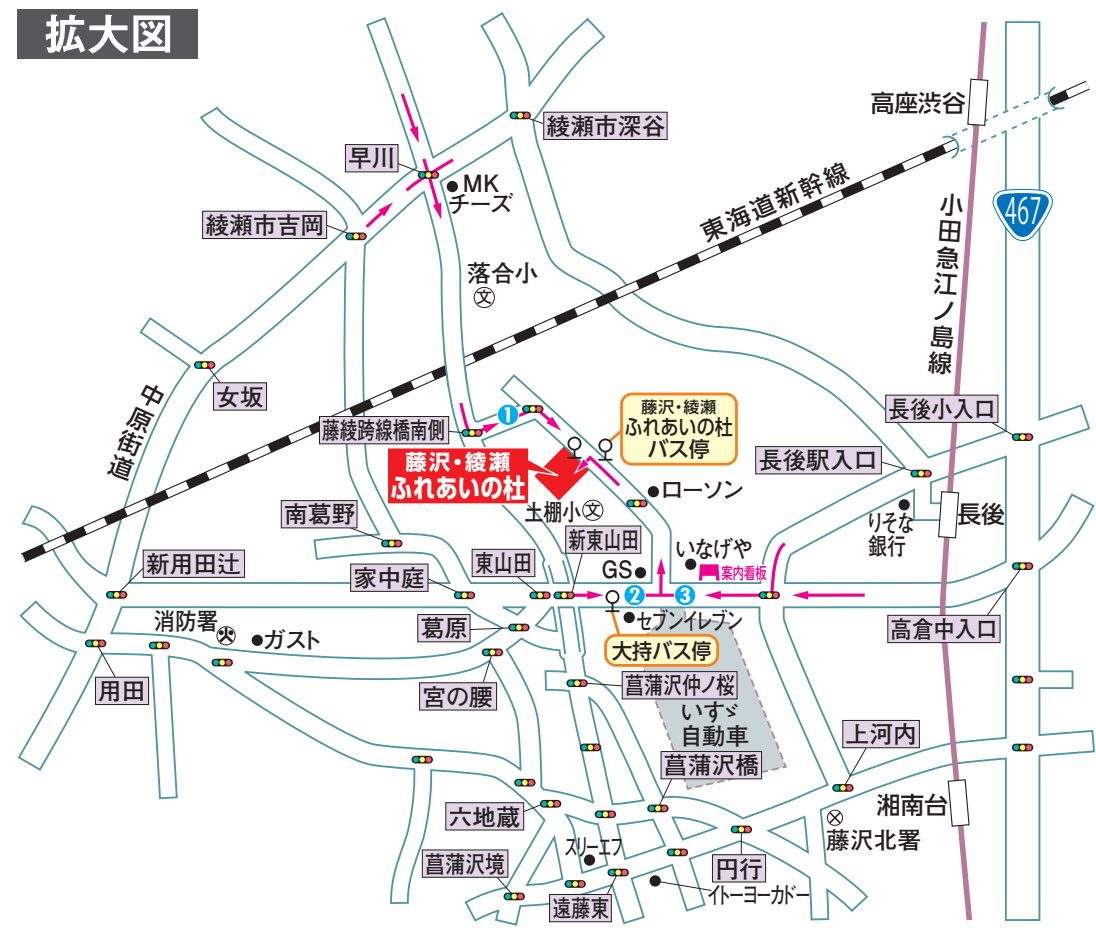 拡大図
高座渋谷
綾瀬市深谷
早川
MK
チーズ
467
綾瀬市吉岡
東海道新幹線
小田急江ノ島線
落合小
文
女坂
中原街道
藤沢・綾瀬
ふれあいの杜
バス停
長後小入口
1
藤綾跨線橋南側
藤沢・綾瀬
ふれあいの杜
長後駅入口
ローソン
土棚小
文
南葛野
りそな
銀行
長後
新東山田
いなげや
新用田辻
東山田
GS
案内看板
家中庭
2
3
消防署
ガスト
葛原
セブンイレブン
高倉中入口
大持バス停
用田
宮の腰
菖蒲沢仲ノ桜
いすゞ
自動車
上河内
菖蒲沢橋
六地蔵
湘南台
藤沢北署
スリーエフ
菖蒲沢境
円行
イトーヨーカドー
遠藤東